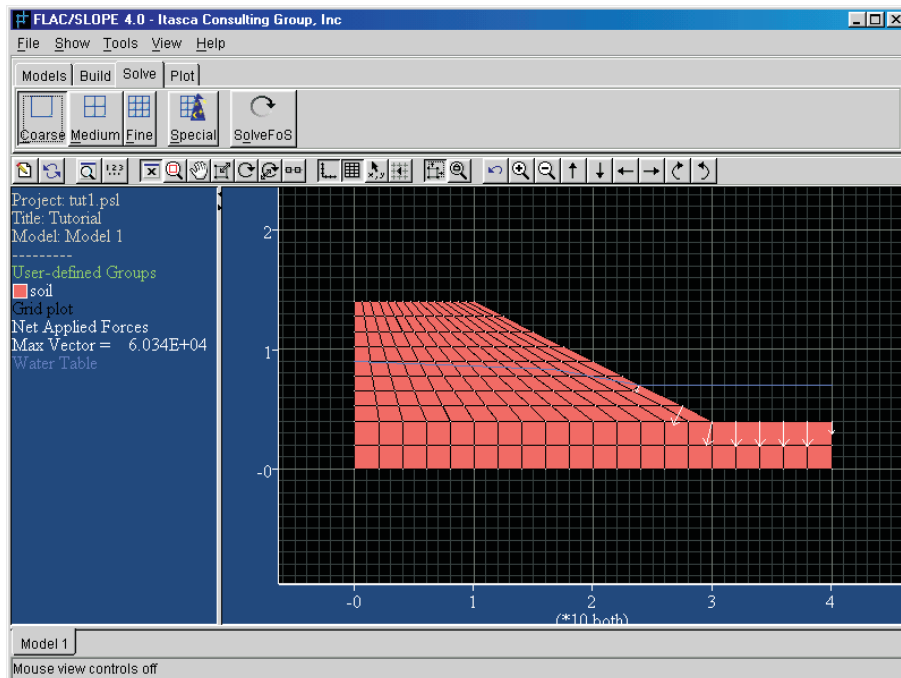 FLAC/SLOPE 4.0 - Itasca Consulting Group, Inc
File Show Tools View Help
Models Build Solve Plot
Coarse Medium Fine Special SolveFoS
1 2 3
x,y
Project: tut1.psl
Title: Tutorial
Model: Model 1
---------
User-defined Groups
soil
Grid plot
Net Applied Forces
Max Vector = 6.034E+04
Water Table
2
1
-0
-0 1 2 3 4
(*10 both)
Model 1
Mouse view controls off